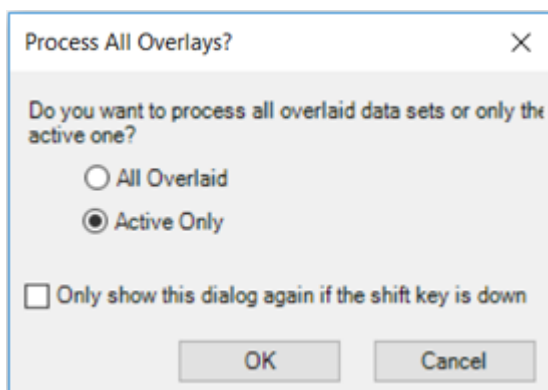 Process All Overlays?
Do you want to process all overlaid data sets or only the
active one?
All Overlaid
Active Only
Only show this dialog again if the shift key is down
OK
Cancel